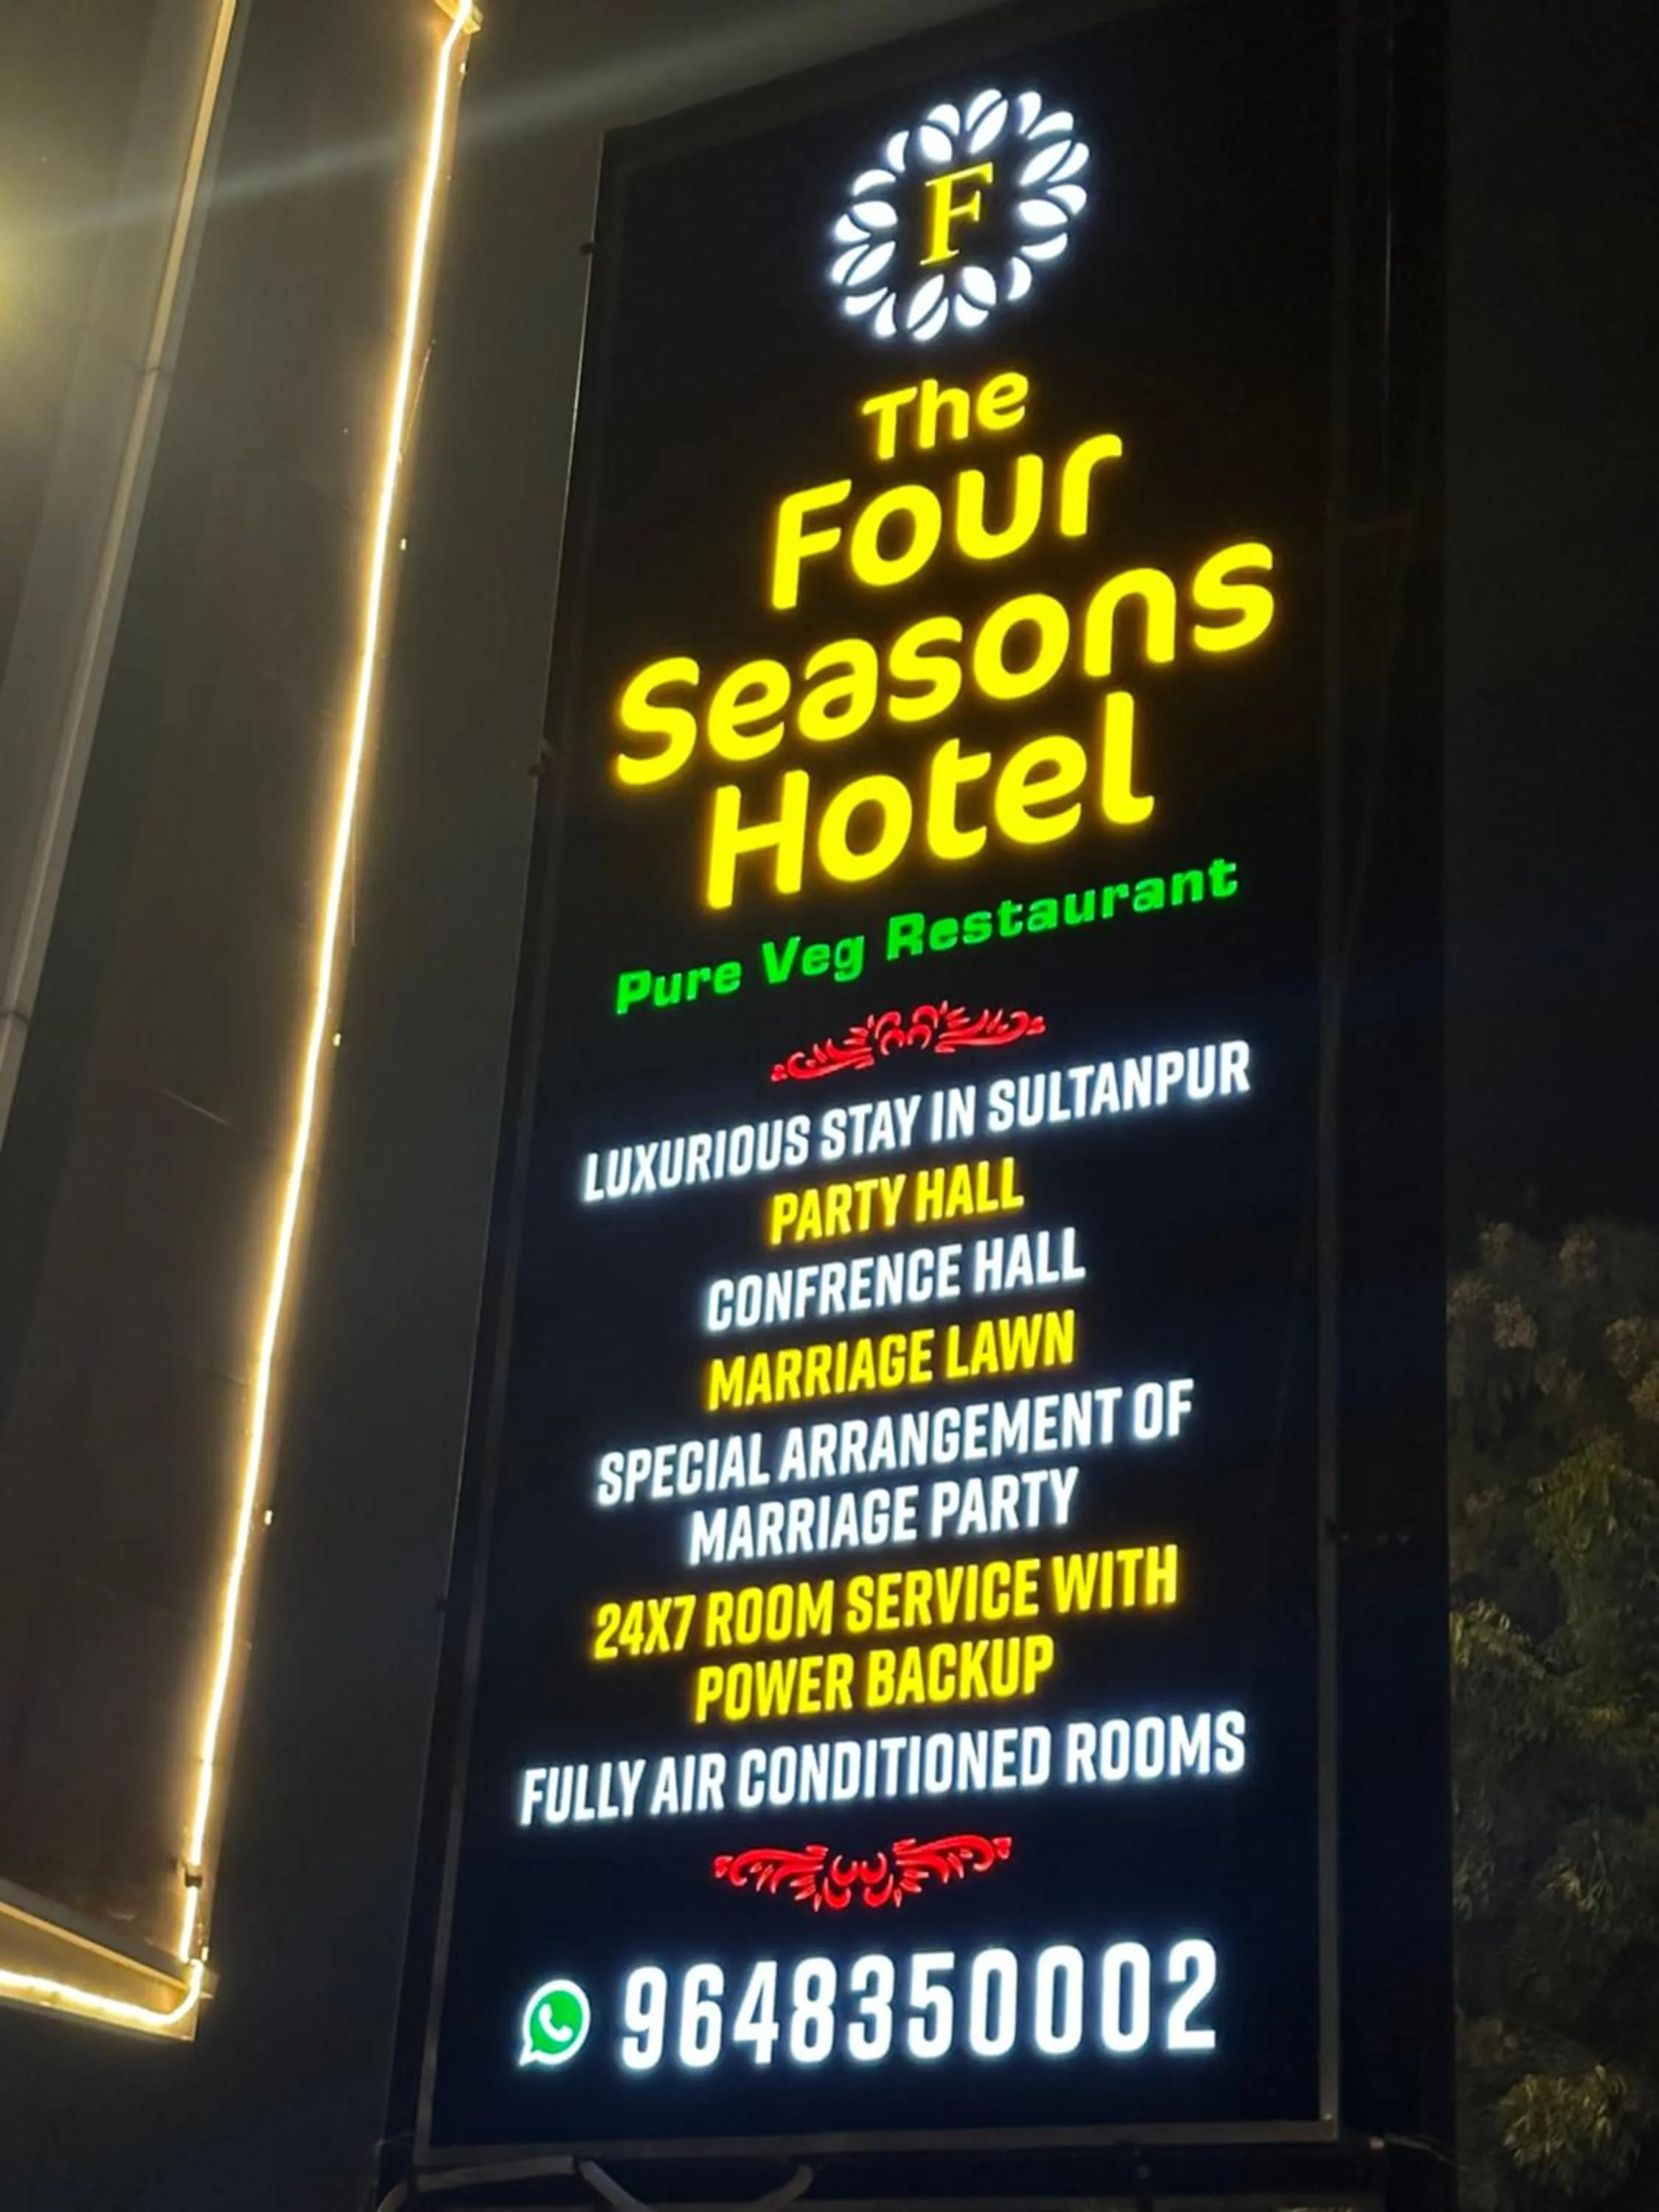 F
The
Four
Seasons
Hotel
Pure Veg Restaurant
LUXURIOUS STAY IN SULTANPUR
PARTY HALL
CONFRENCE HALL
MARRIAGE LAWN
SPECIAL ARRANGEMENT OF
MARRIAGE PARTY
24X7 ROOM SERVICE WITH
POWER BACKUP
FULLY AIR CONDITIONED ROOMS
9648350002